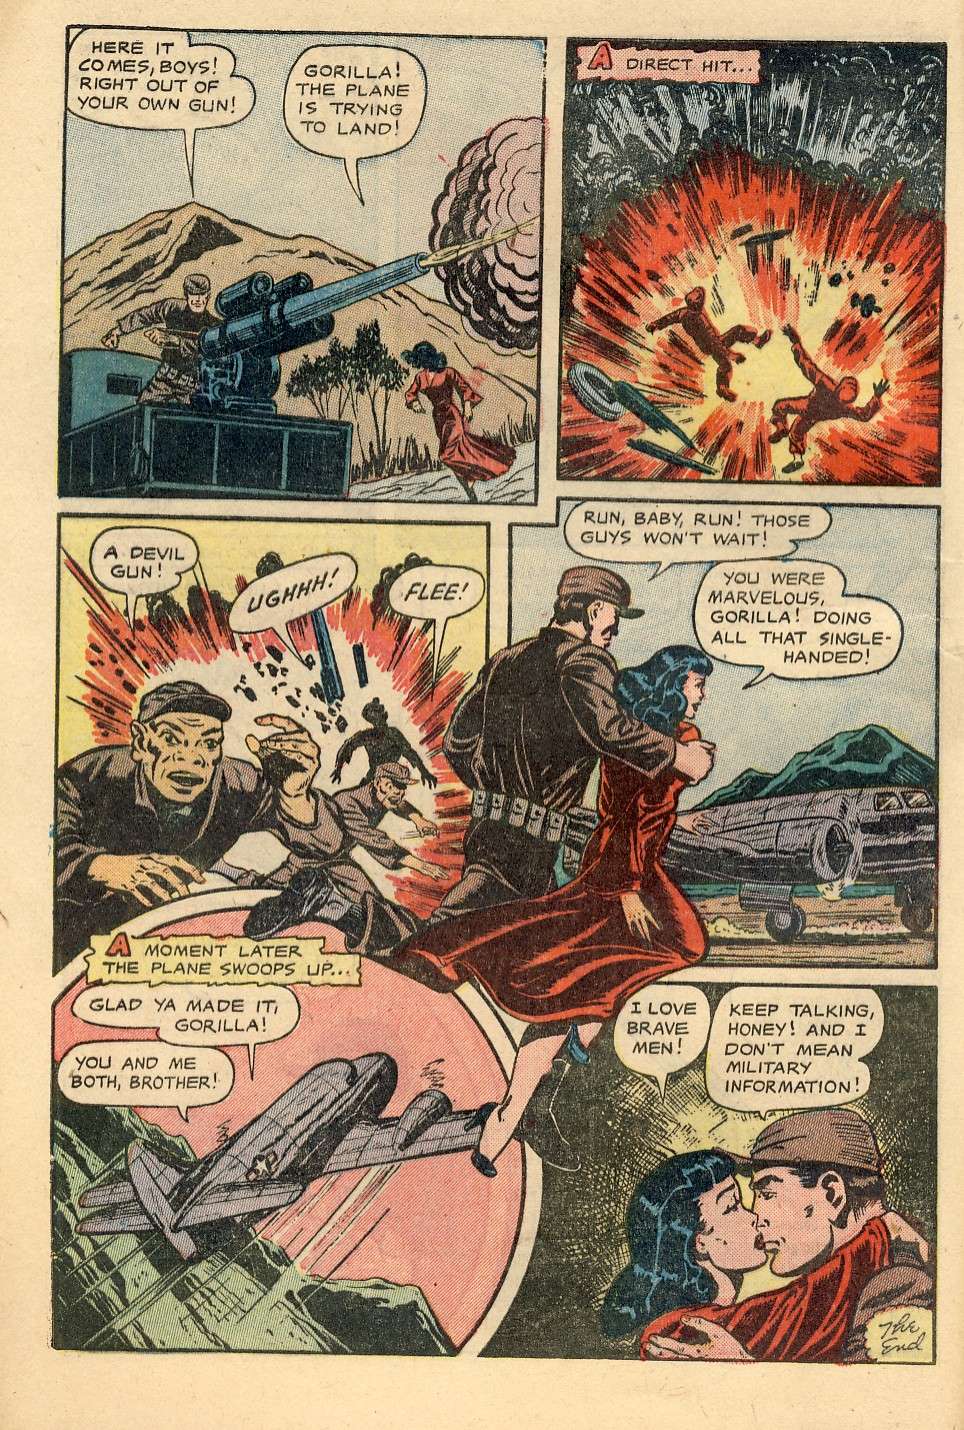 HERE IT
COMES, BOYS!
RIGHT OUT OF
YOUR OWN GUN!
GORILLA!
THE PLANE
IS TRYING
TO LAND!
A DIRECT HIT...
A DEVIL
GUN!
UGHHH!
FLEE!
RUN, BABY, RUN! THOSE
GUYS WON'T WAIT!
YOU WERE
MARVELOUS,
GORILLA! DOING
ALL THAT SINGLE-
HANDED!
A MOMENT LATER
THE PLANE SWOOPS UP...
GLAD YA MADE IT,
GORILLA!
YOU AND ME
BOTH, BROTHER!
I LOVE
BRAVE
MEN!
KEEP TALKING,
HONEY! AND I
DON'T MEAN
MILITARY
INFORMATION!
The
End